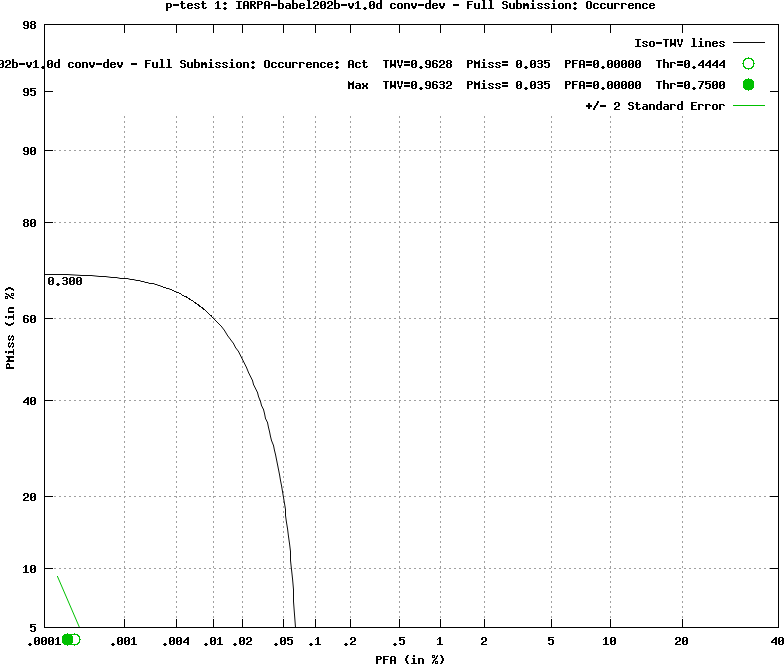 p-test 1: IARPA-babel202b-v1.0d conv-dev - Full Submission: Occurrence
98
Iso-TWV lines
02b-v1.0d conv-dev - Full Submission: Occurrence: Act TWV=0.9628 PMiss= 0.035 PFA=0.00000 Thr=0.4444
Max TWV=0.9632 PMiss= 0.035 PFA=0.00000 Thr=0.7500
95
+/- 2 Standard Error
90
80
0.300
PMiss (in %)
60
40
20
10
5
.0001 .001 .004 .01 .02 .05 .1 .2 .5 1 2 5 10 20 40
PFA (in %)